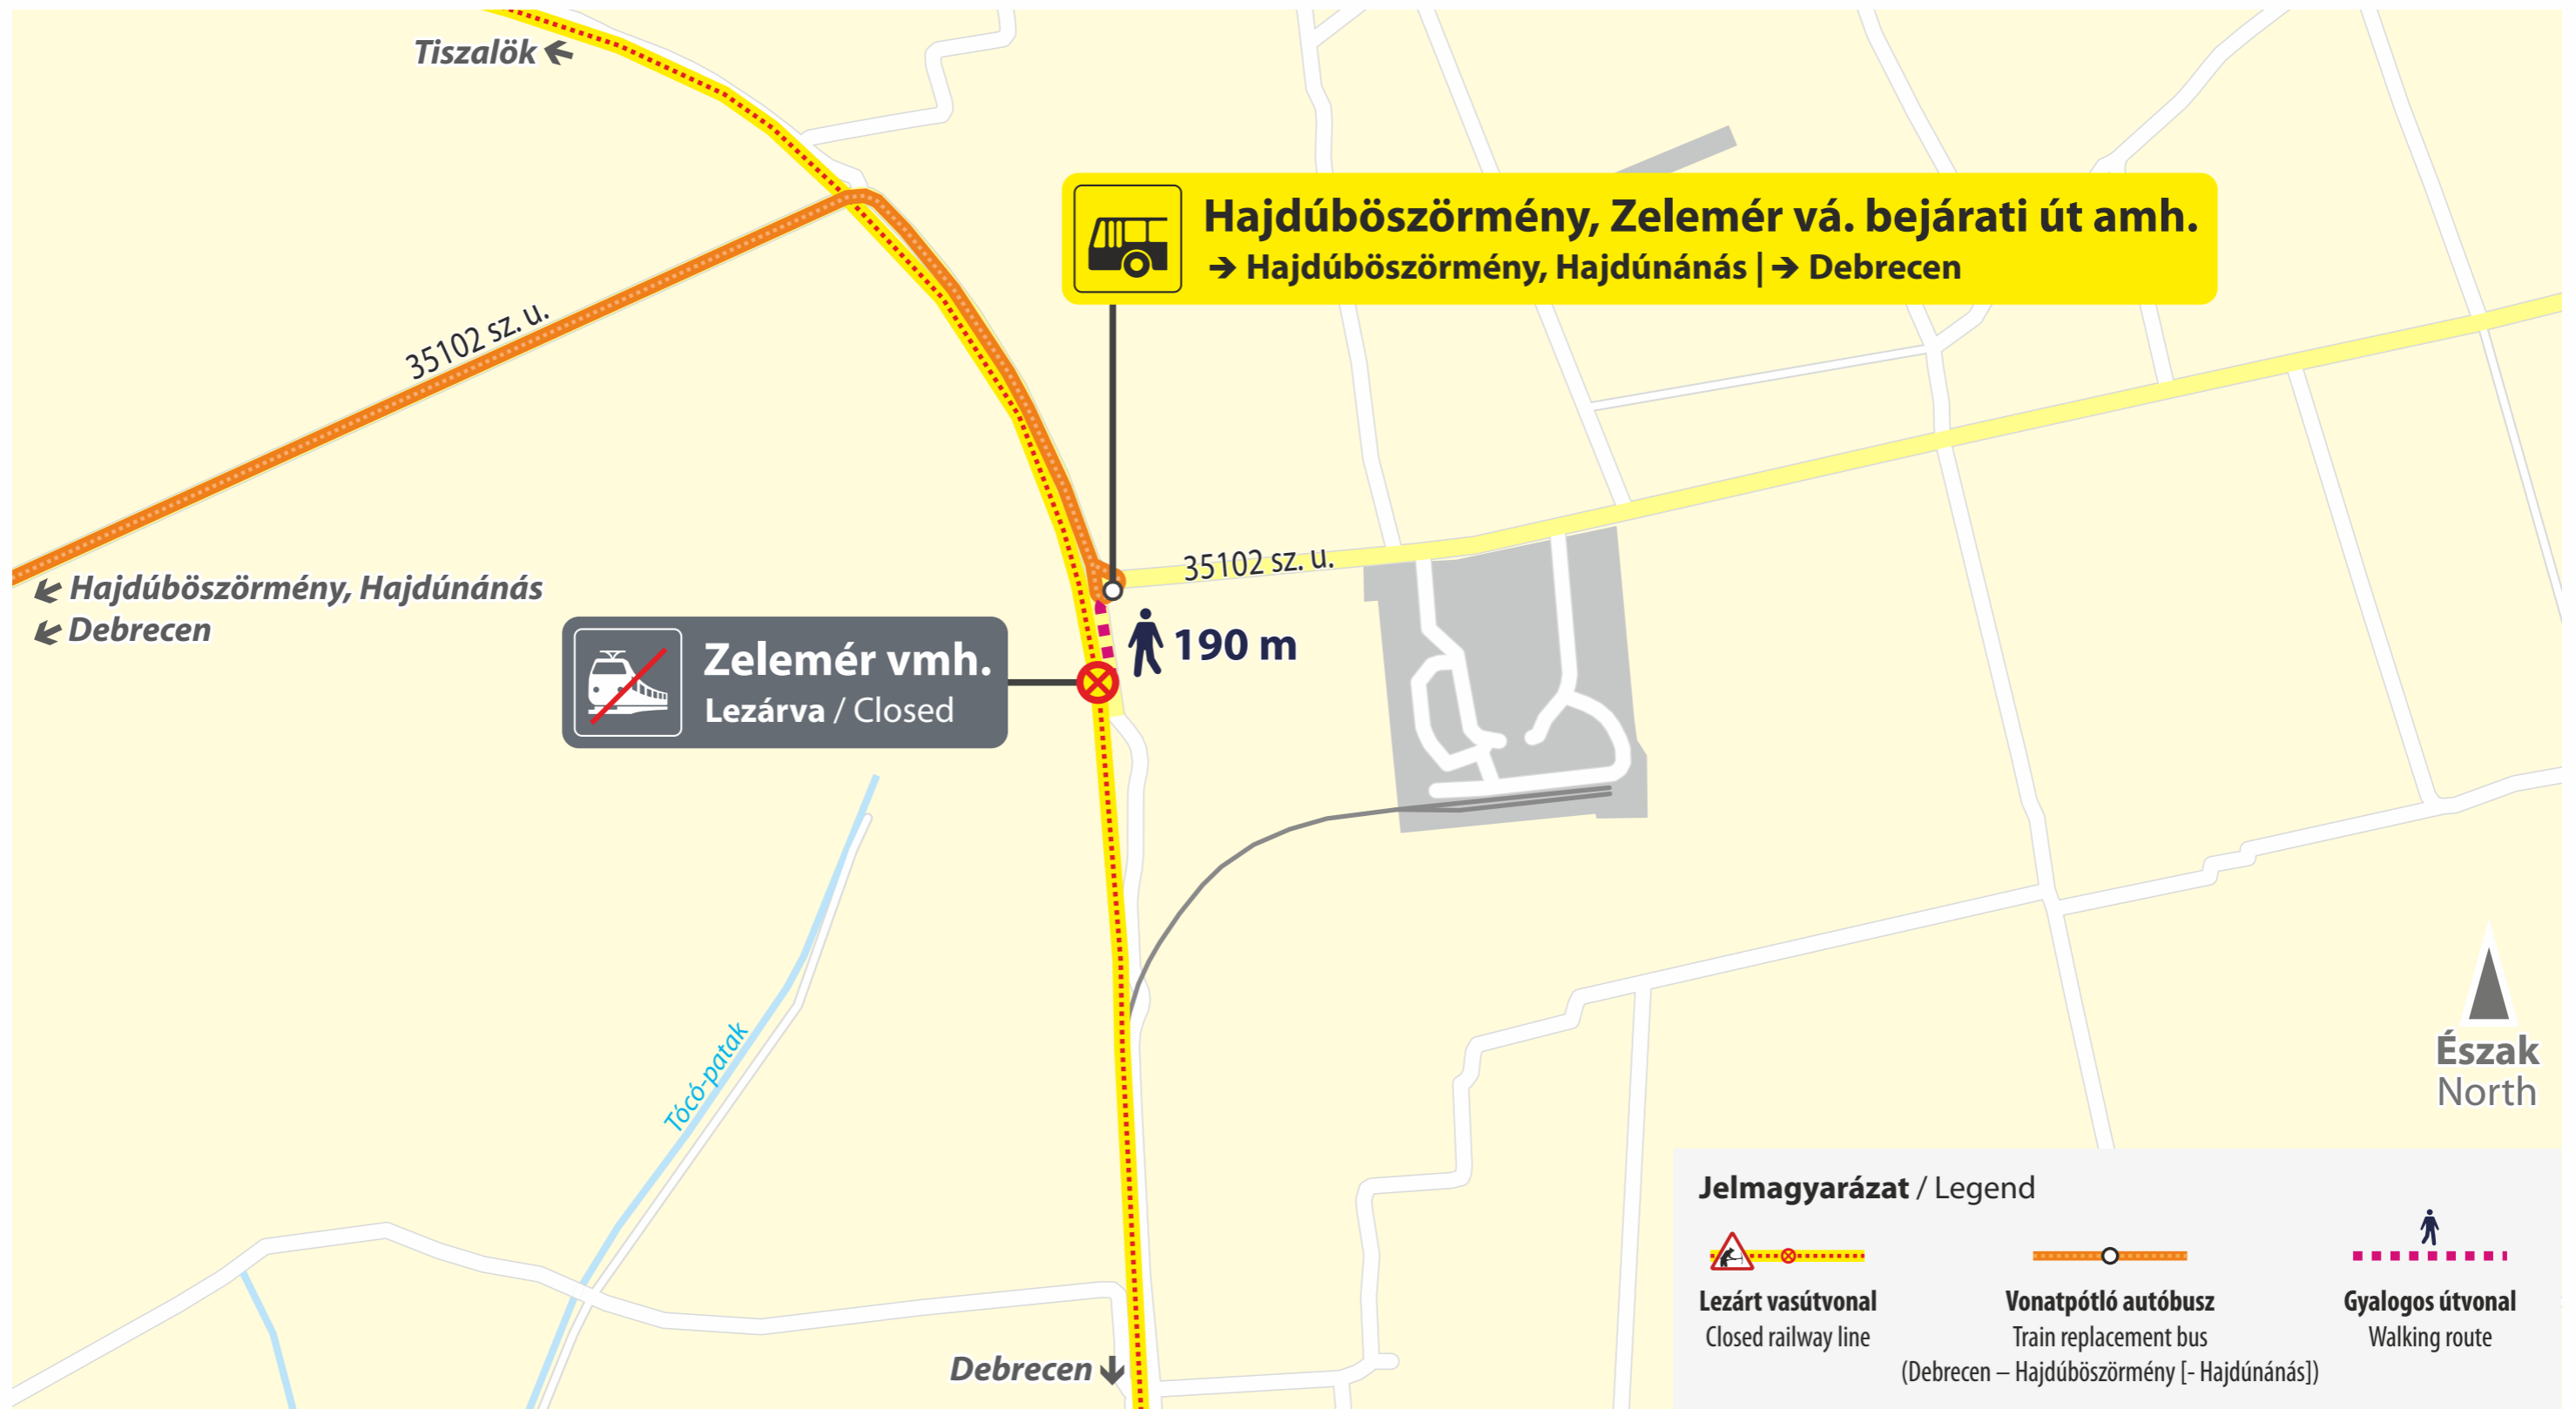 Tiszalök
Hajdúböszörmény, Zelemér vá. bejárati út amh.
➔ Hajdúböszörmény, Hajdúnánás | ➔ Debrecen
35102 sz. u.
35102 sz. u.
Hajdúböszörmény, Hajdúnánás
Debrecen
190 m
Zelemér vmh.
Lezárva / Closed
Tócó-patak
Észak
North
Debrecen
Jelmagyarázat / Legend
Lezárt vasútvonal
Closed railway line
Vonatpótló autóbusz
Train replacement bus
(Debrecen – Hajdúböszörmény [- Hajdúnánás])
Gyalogos útvonal
Walking route